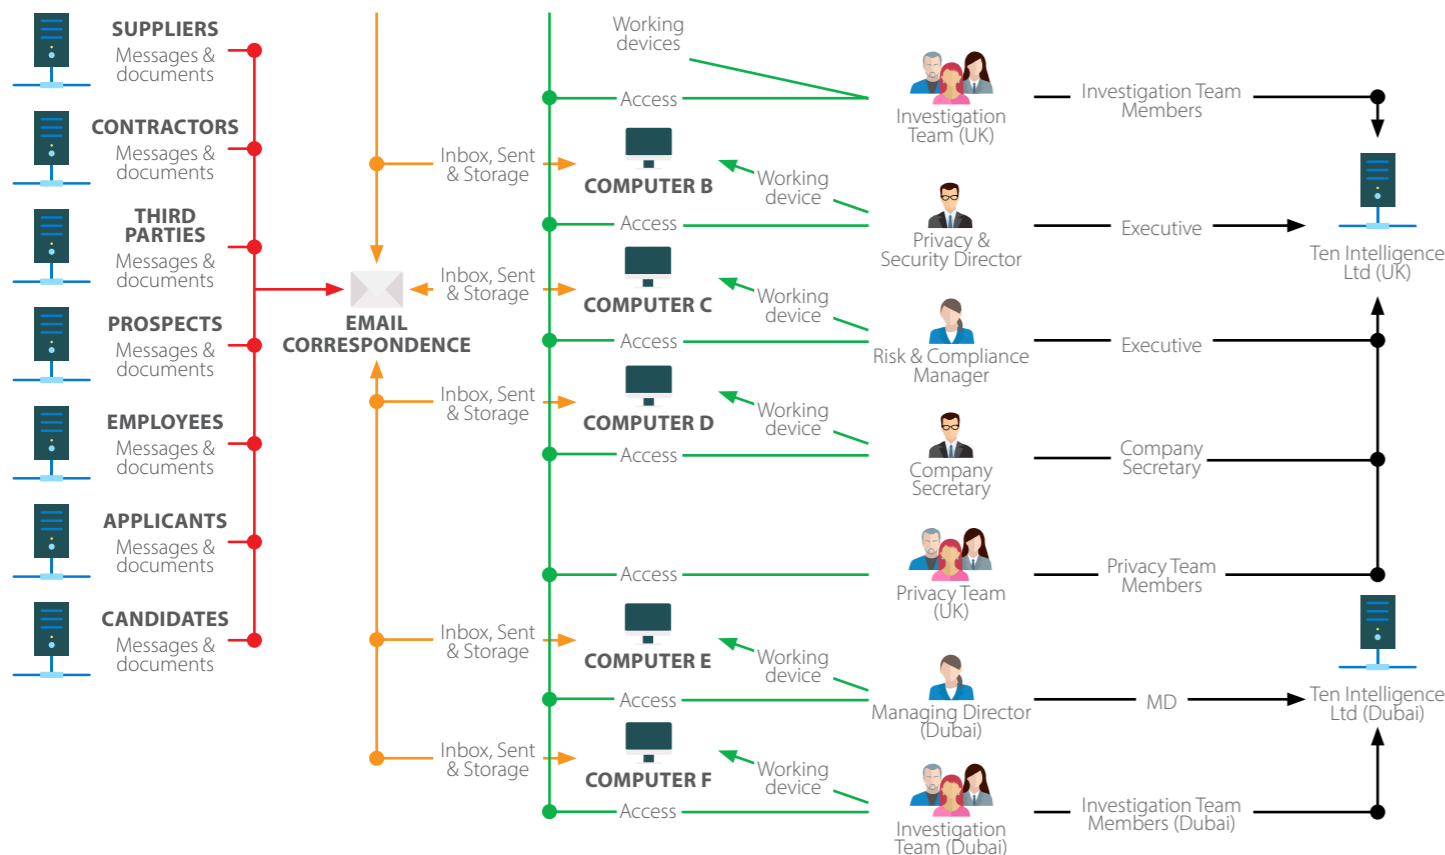 SUPPLIERS
Messages &
documents
CONTRACTORS
Messages &
documents
THIRD
PARTIES
Messages &
documents
PROSPECTS
Messages &
documents
EMPLOYEES
Messages &
documents
APPLICANTS
Messages &
documents
CANDIDATES
Messages &
documents
EMAIL
CORRESPONDENCE
Inbox, Sent
& Storage
Inbox, Sent
& Storage
Inbox, Sent
& Storage
Inbox, Sent
& Storage
Inbox, Sent
& Storage
Working
devices
Access
COMPUTER B
Working
device
Access
COMPUTER C
Working
device
Access
COMPUTER D
Working
device
Access
Access
COMPUTER E
Working
device
Access
COMPUTER F
Working
device
Access
Investigation
Team (UK)
Privacy &
Security Director
Risk & Compliance
Manager
Company
Secretary
Privacy Team
(UK)
Managing Director
(Dubai)
Investigation
Team (Dubai)
Investigation Team
Members
Executive
Executive
Company
Secretary
Privacy Team
Members
MD
Investigation Team
Members (Dubai)
Ten Intelligence
Ltd (UK)
Ten Intelligence
Ltd (Dubai)